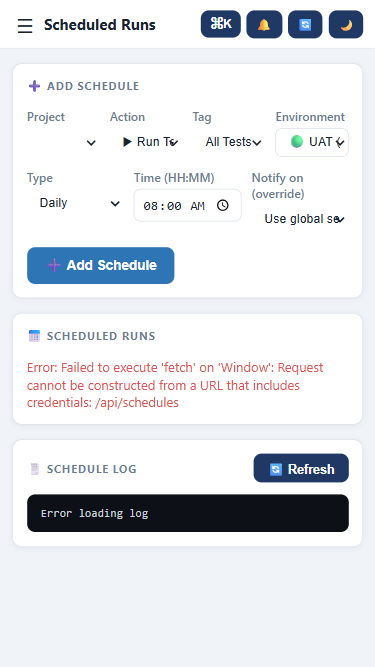 Scheduled Runs
⌘K
ADD SCHEDULE
Project
Action
Tag
Environment
Run
All Tests
UAT
Type
Time (HH:MM)
Notify on
(override)
Daily
08:00 AM
Use global
Add Schedule
SCHEDULED RUNS
Error: Failed to execute 'fetch' on 'Window': Request
cannot be constructed from a URL that includes
credentials: /api/schedules
SCHEDULE LOG
Refresh
Error loading log